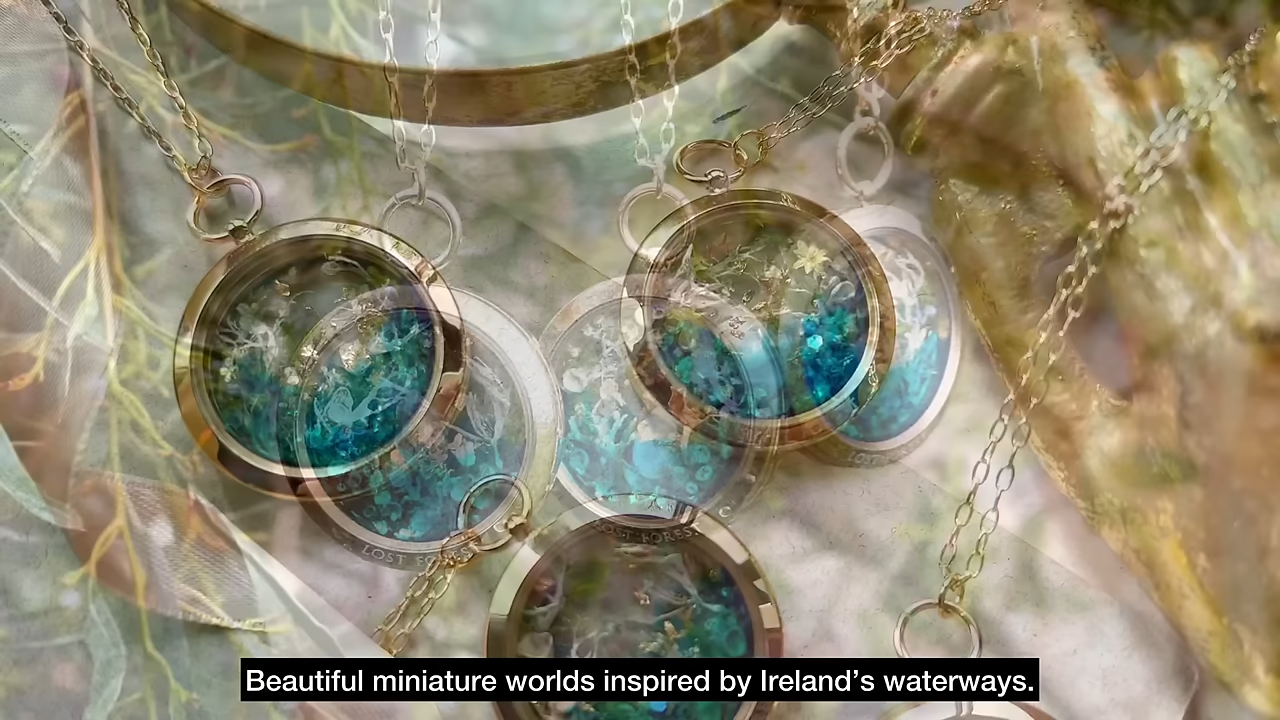 LOST FOREST
LOST FOREST
Beautiful miniature worlds inspired by Ireland’s waterways.